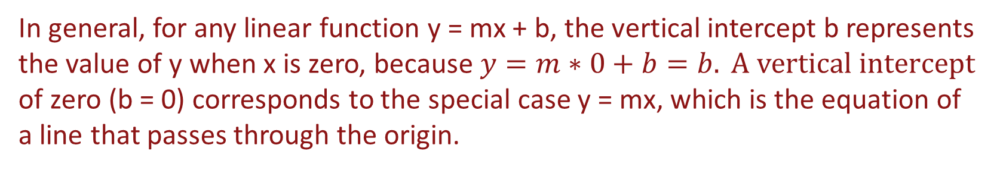 In general, for any linear function y = mx + b, the vertical intercept b represents
the value of y when x is zero, because y = m ∗ 0 + b = b. A vertical intercept
of zero (b = 0) corresponds to the special case y = mx, which is the equation of
a line that passes through the origin.